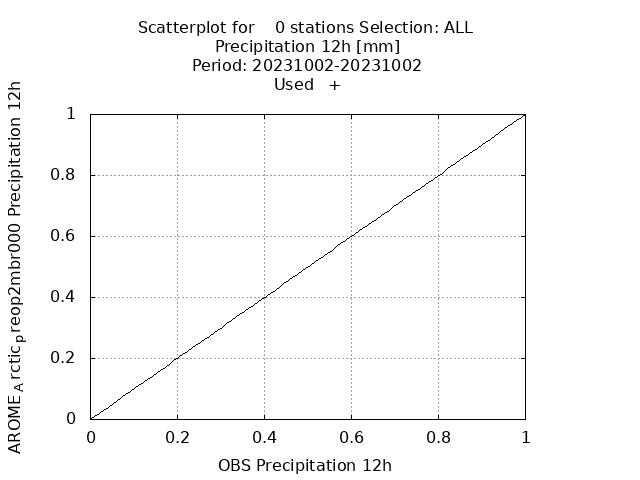 Scatterplot for    0 stations Selection: ALL
Precipitation 12h [mm]
Period: 20231002-20231002
Used   +
AROME_Arctic_preop2mbr000 Precipitation 12h
1
0.8
0.6
0.4
0.2
0
0 0.2 0.4 0.6 0.8 1
OBS Precipitation 12h